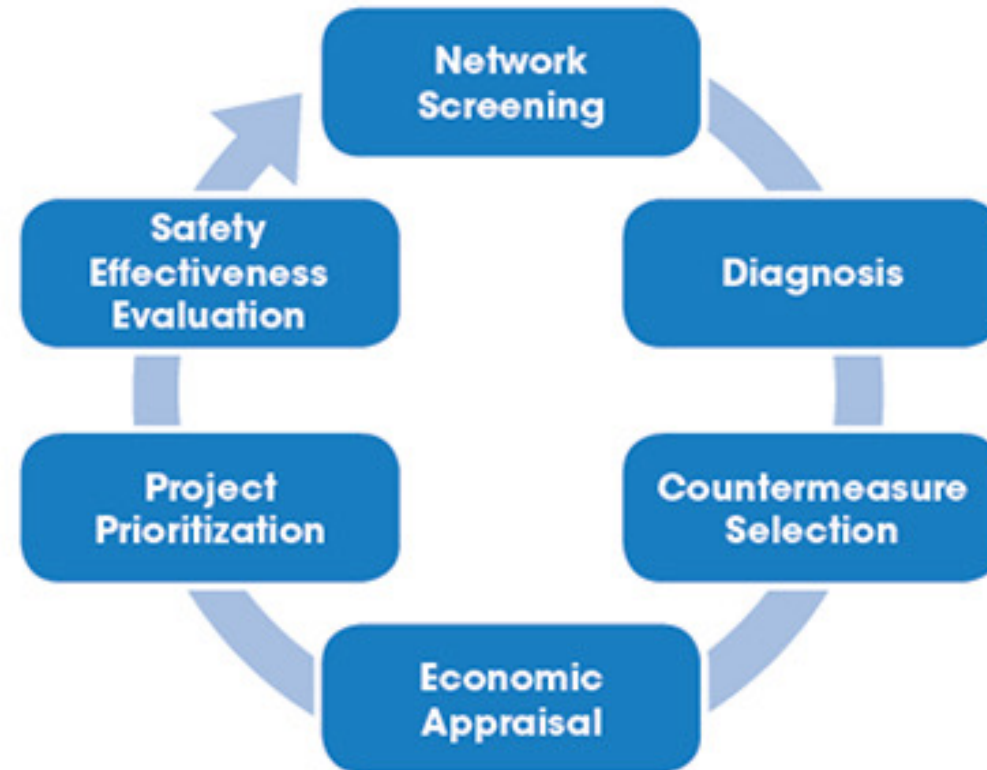 Network
Screening
Diagnosis
Countermeasure
Selection
Economic
Appraisal
Project
Prioritization
Safety
Effectiveness
Evaluation